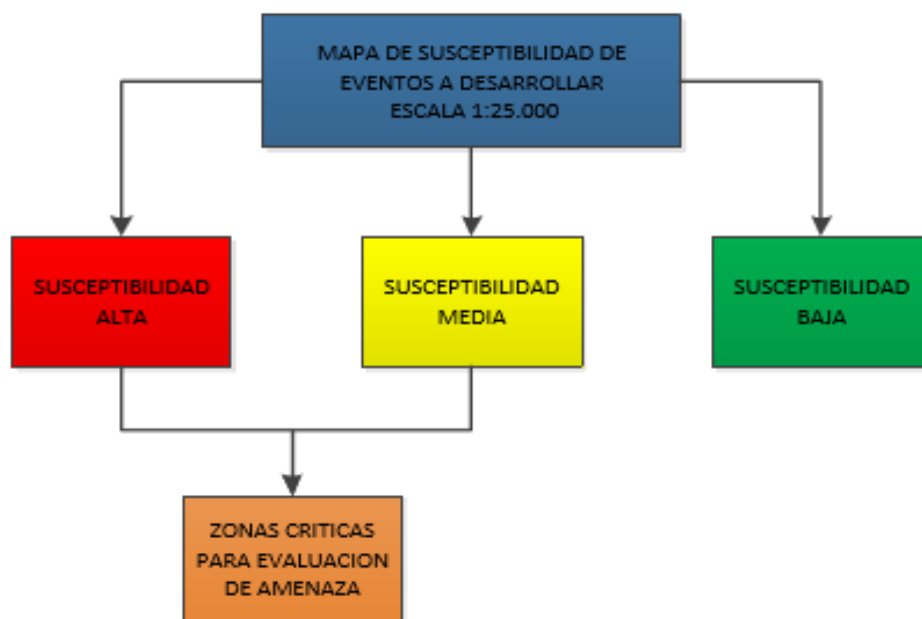 MAPA DE SUSCEPTIBILIDAD DE
EVENTOS A DESARROLLAR
ESCALA 1:25.000
SUSCEPTIBILIDAD
ALTA
SUSCEPTIBILIDAD
MEDIA
SUSCEPTIBILIDAD
BAJA
ZONAS CRITICAS
PARA EVALUACION
DE AMENAZA